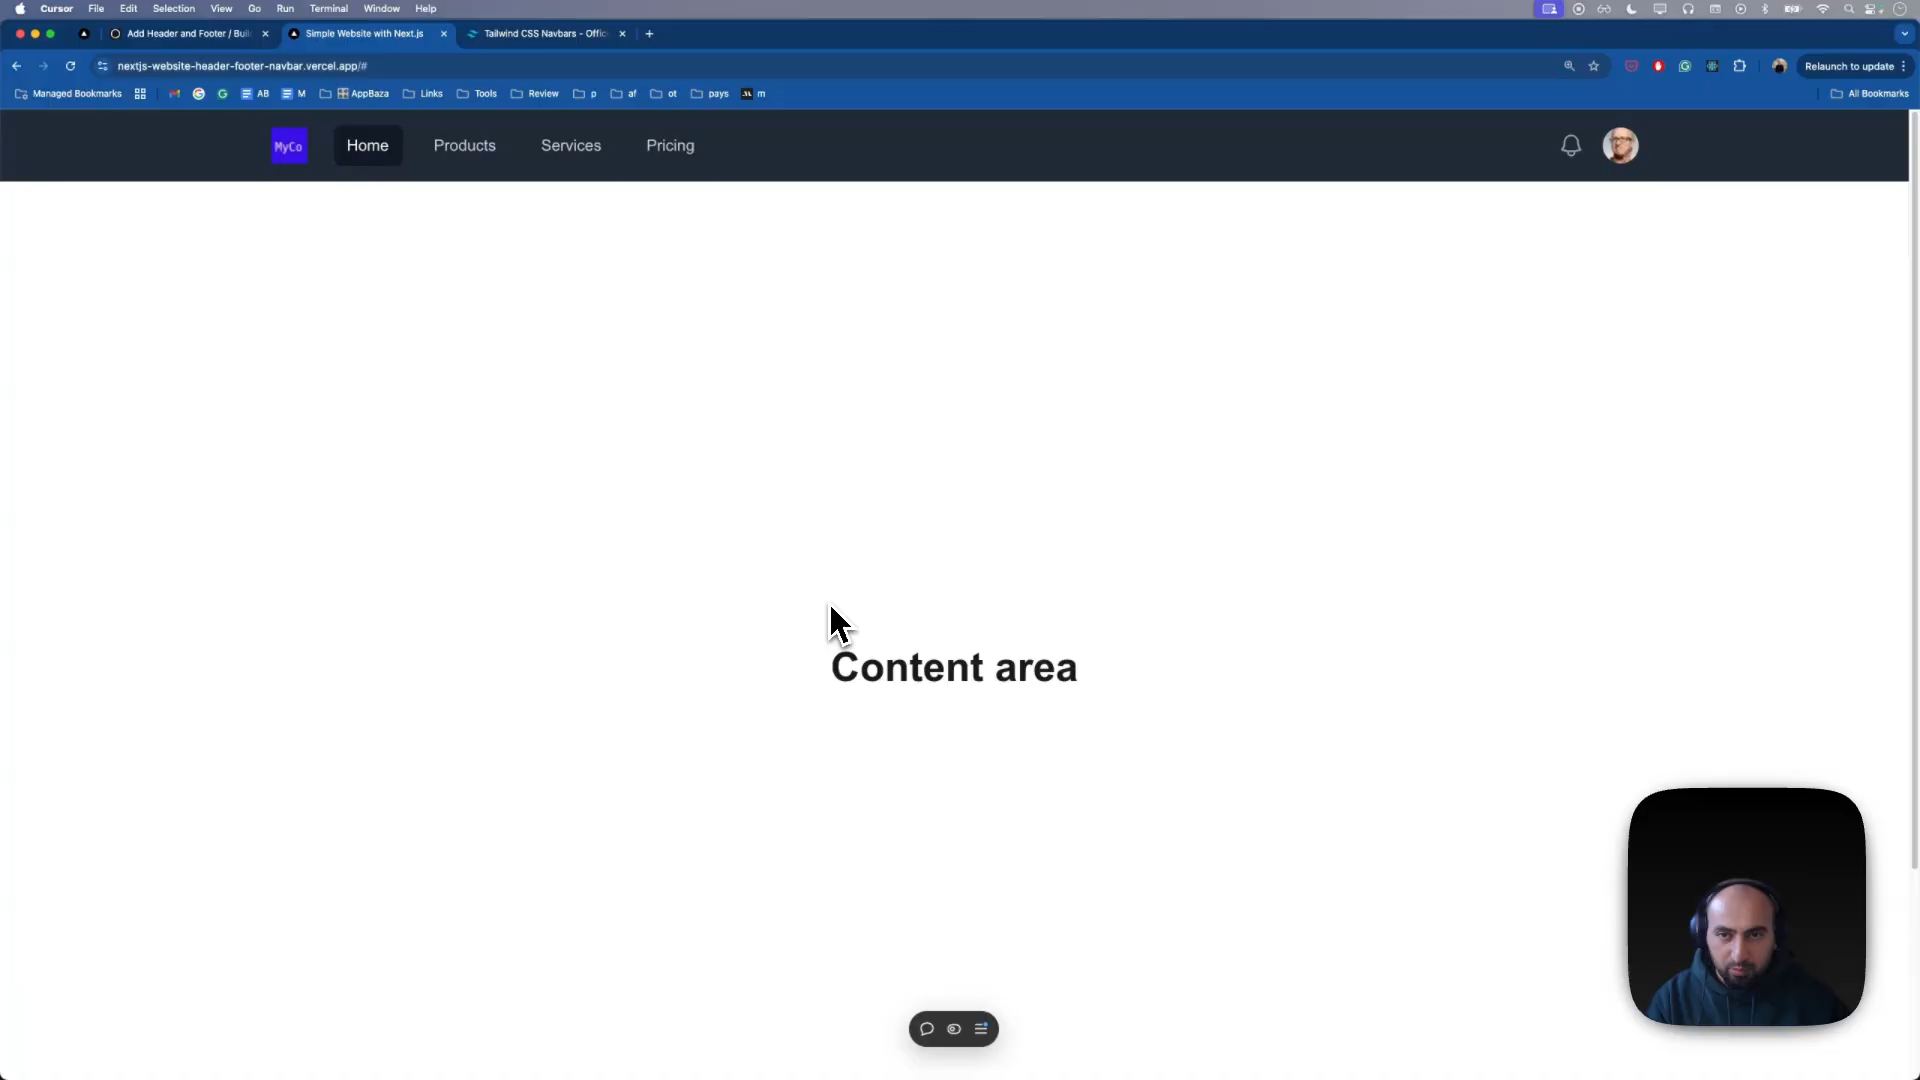 Cursor File Edit Selection View Go Run Terminal Window Help
Add Header and Footer / Buil Simple Website with Next.js Tailwind CSS Navbars - Offic
nextjs-website-header-footer-navbar.vercel.app/# Relaunch to update
Managed Bookmarks AB M AppBaza Links Tools Review p af ot pays m All Bookmarks
MyCo Home Products Services Pricing
Content area